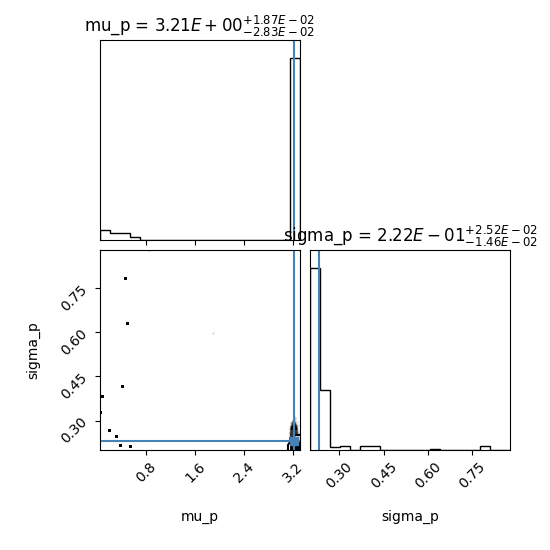 mu_p = 3.21E + 00 +1.87E − 02 −2.83E − 02
sigma_p = 2.22E − 01 +2.52E − 02 −1.46E − 02
sigma_p
0.75
0.60
0.45
0.30
0.8 1.6 2.4 3.2
0.30 0.45 0.60 0.75
mu_p
sigma_p